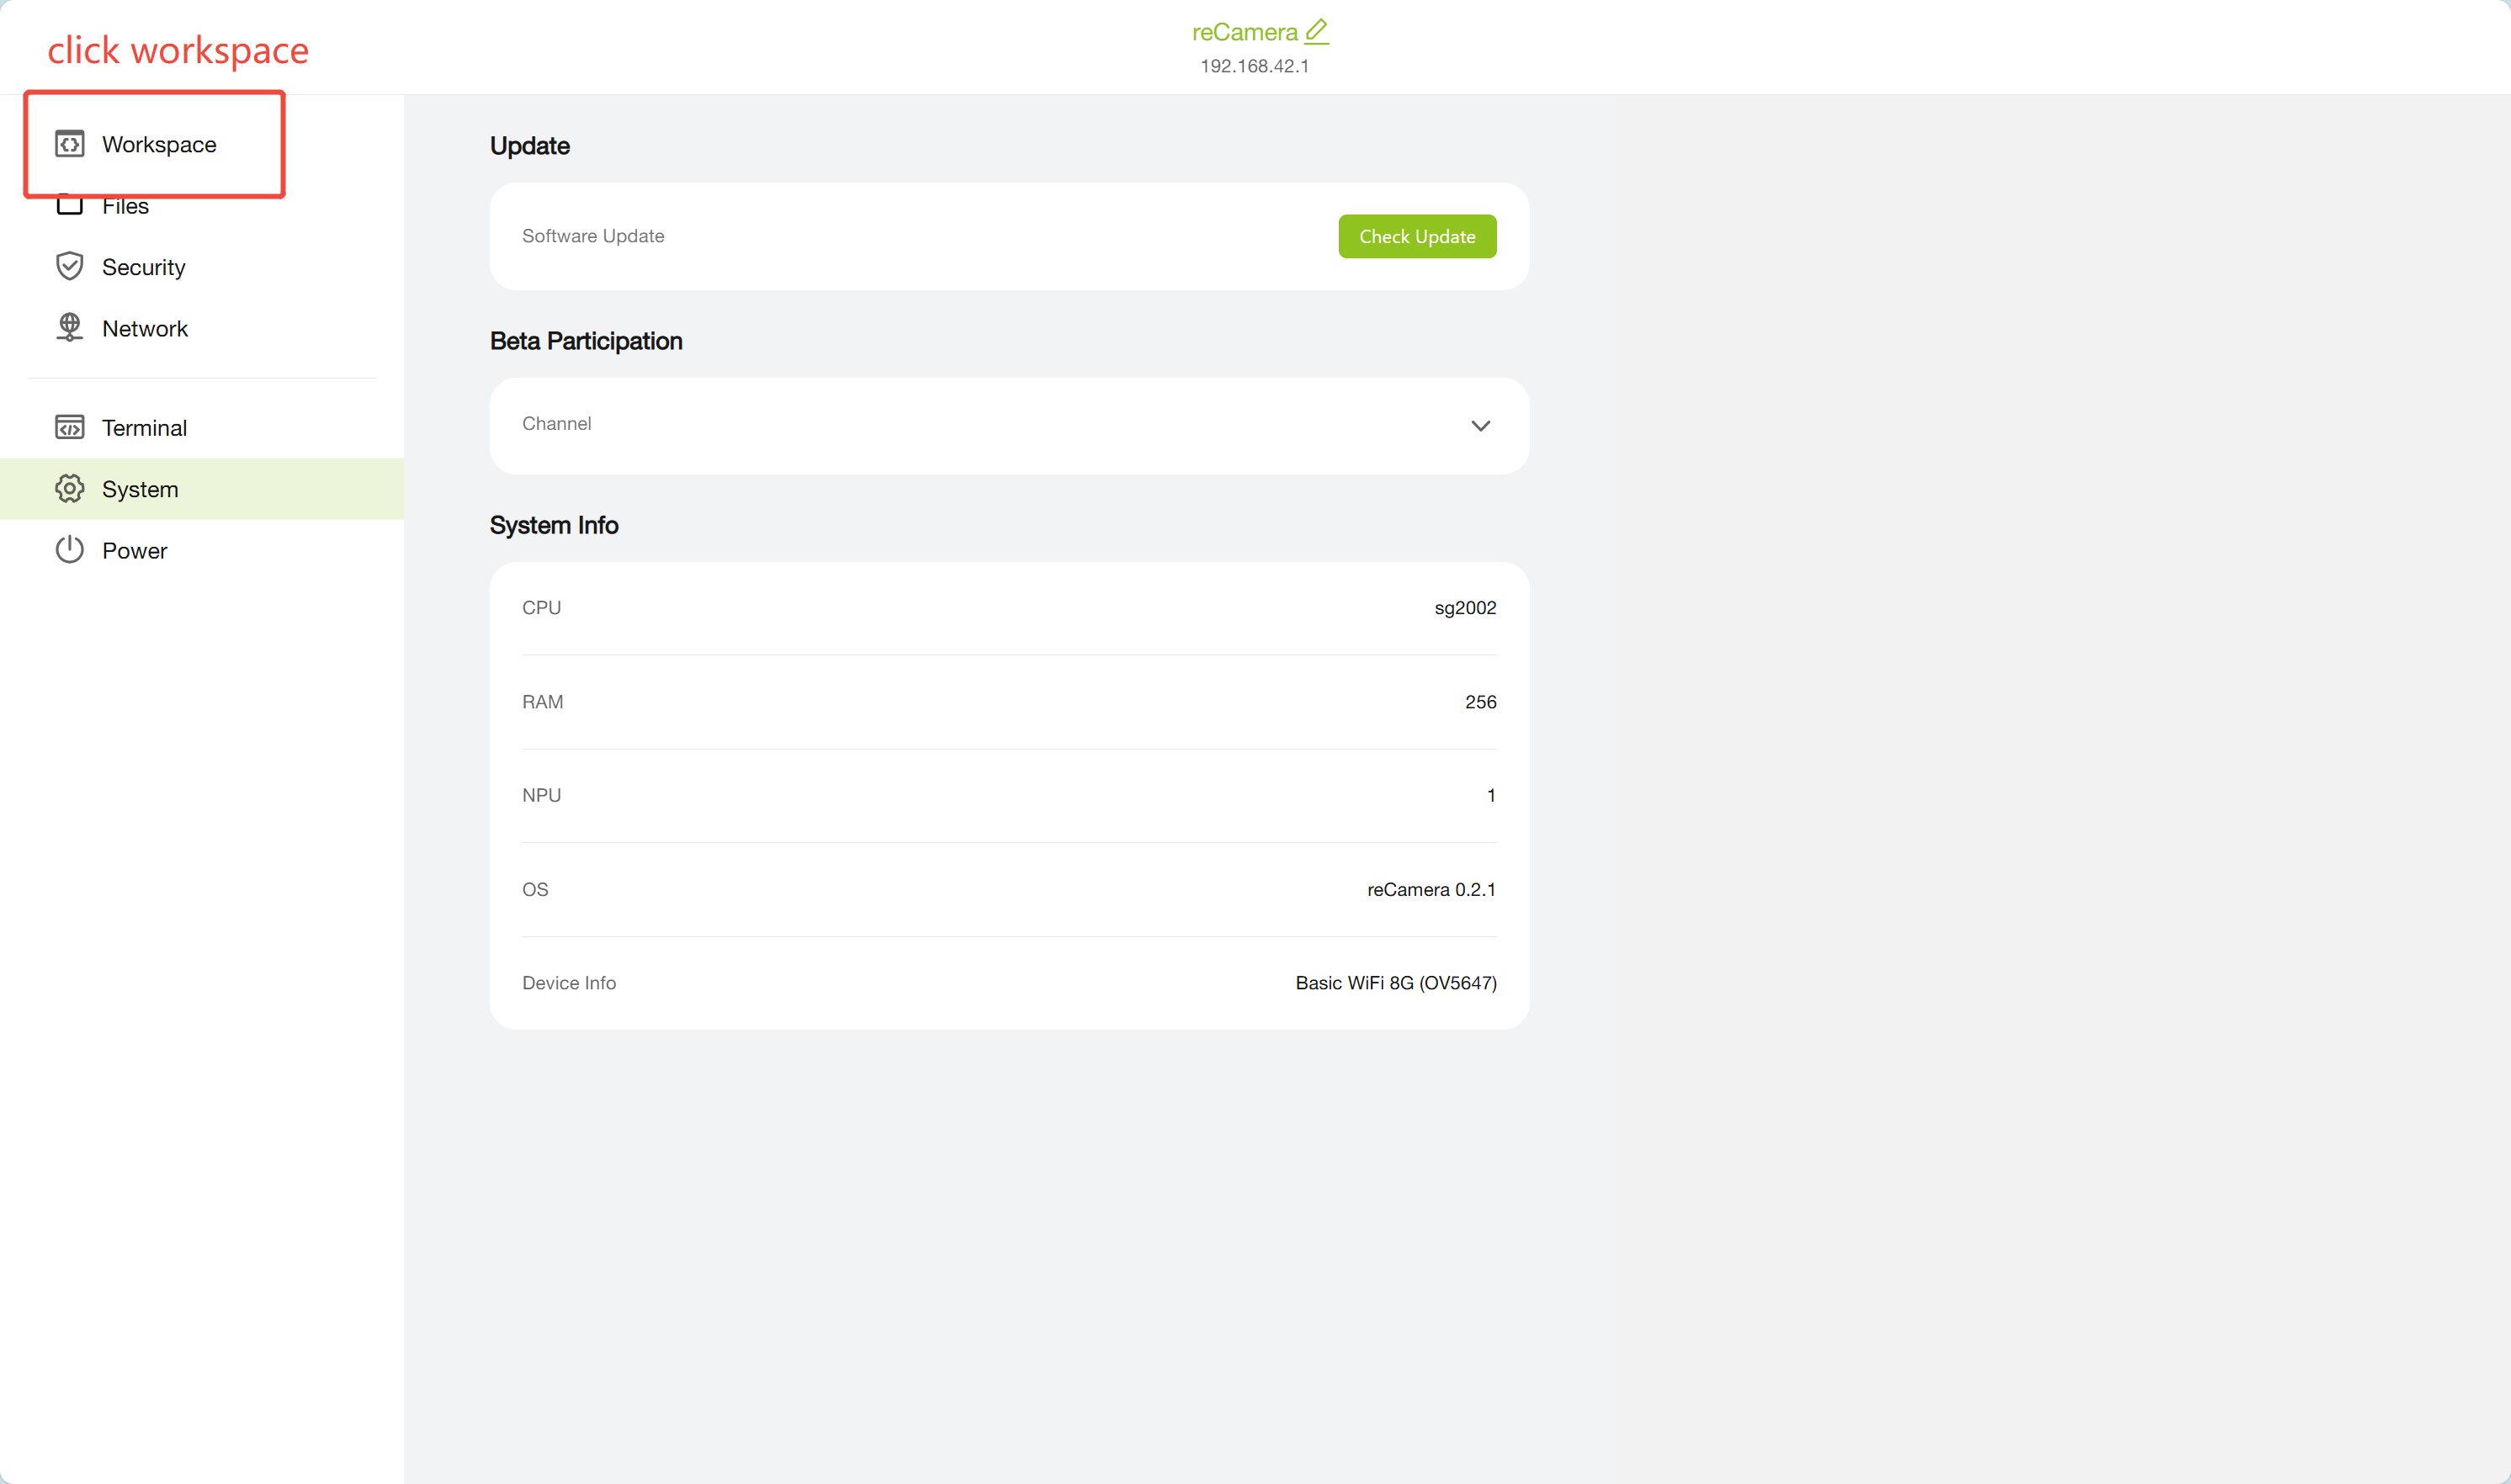 reCamera
192.168.42.1
click workspace
Workspace
Files
Security
Network
Terminal
System
Power
Update
Software Update
Check Update
Beta Participation
Channel
System Info
CPU
sg2002
RAM
256
NPU
1
OS
reCamera 0.2.1
Device Info
Basic WiFi 8G (OV5647)